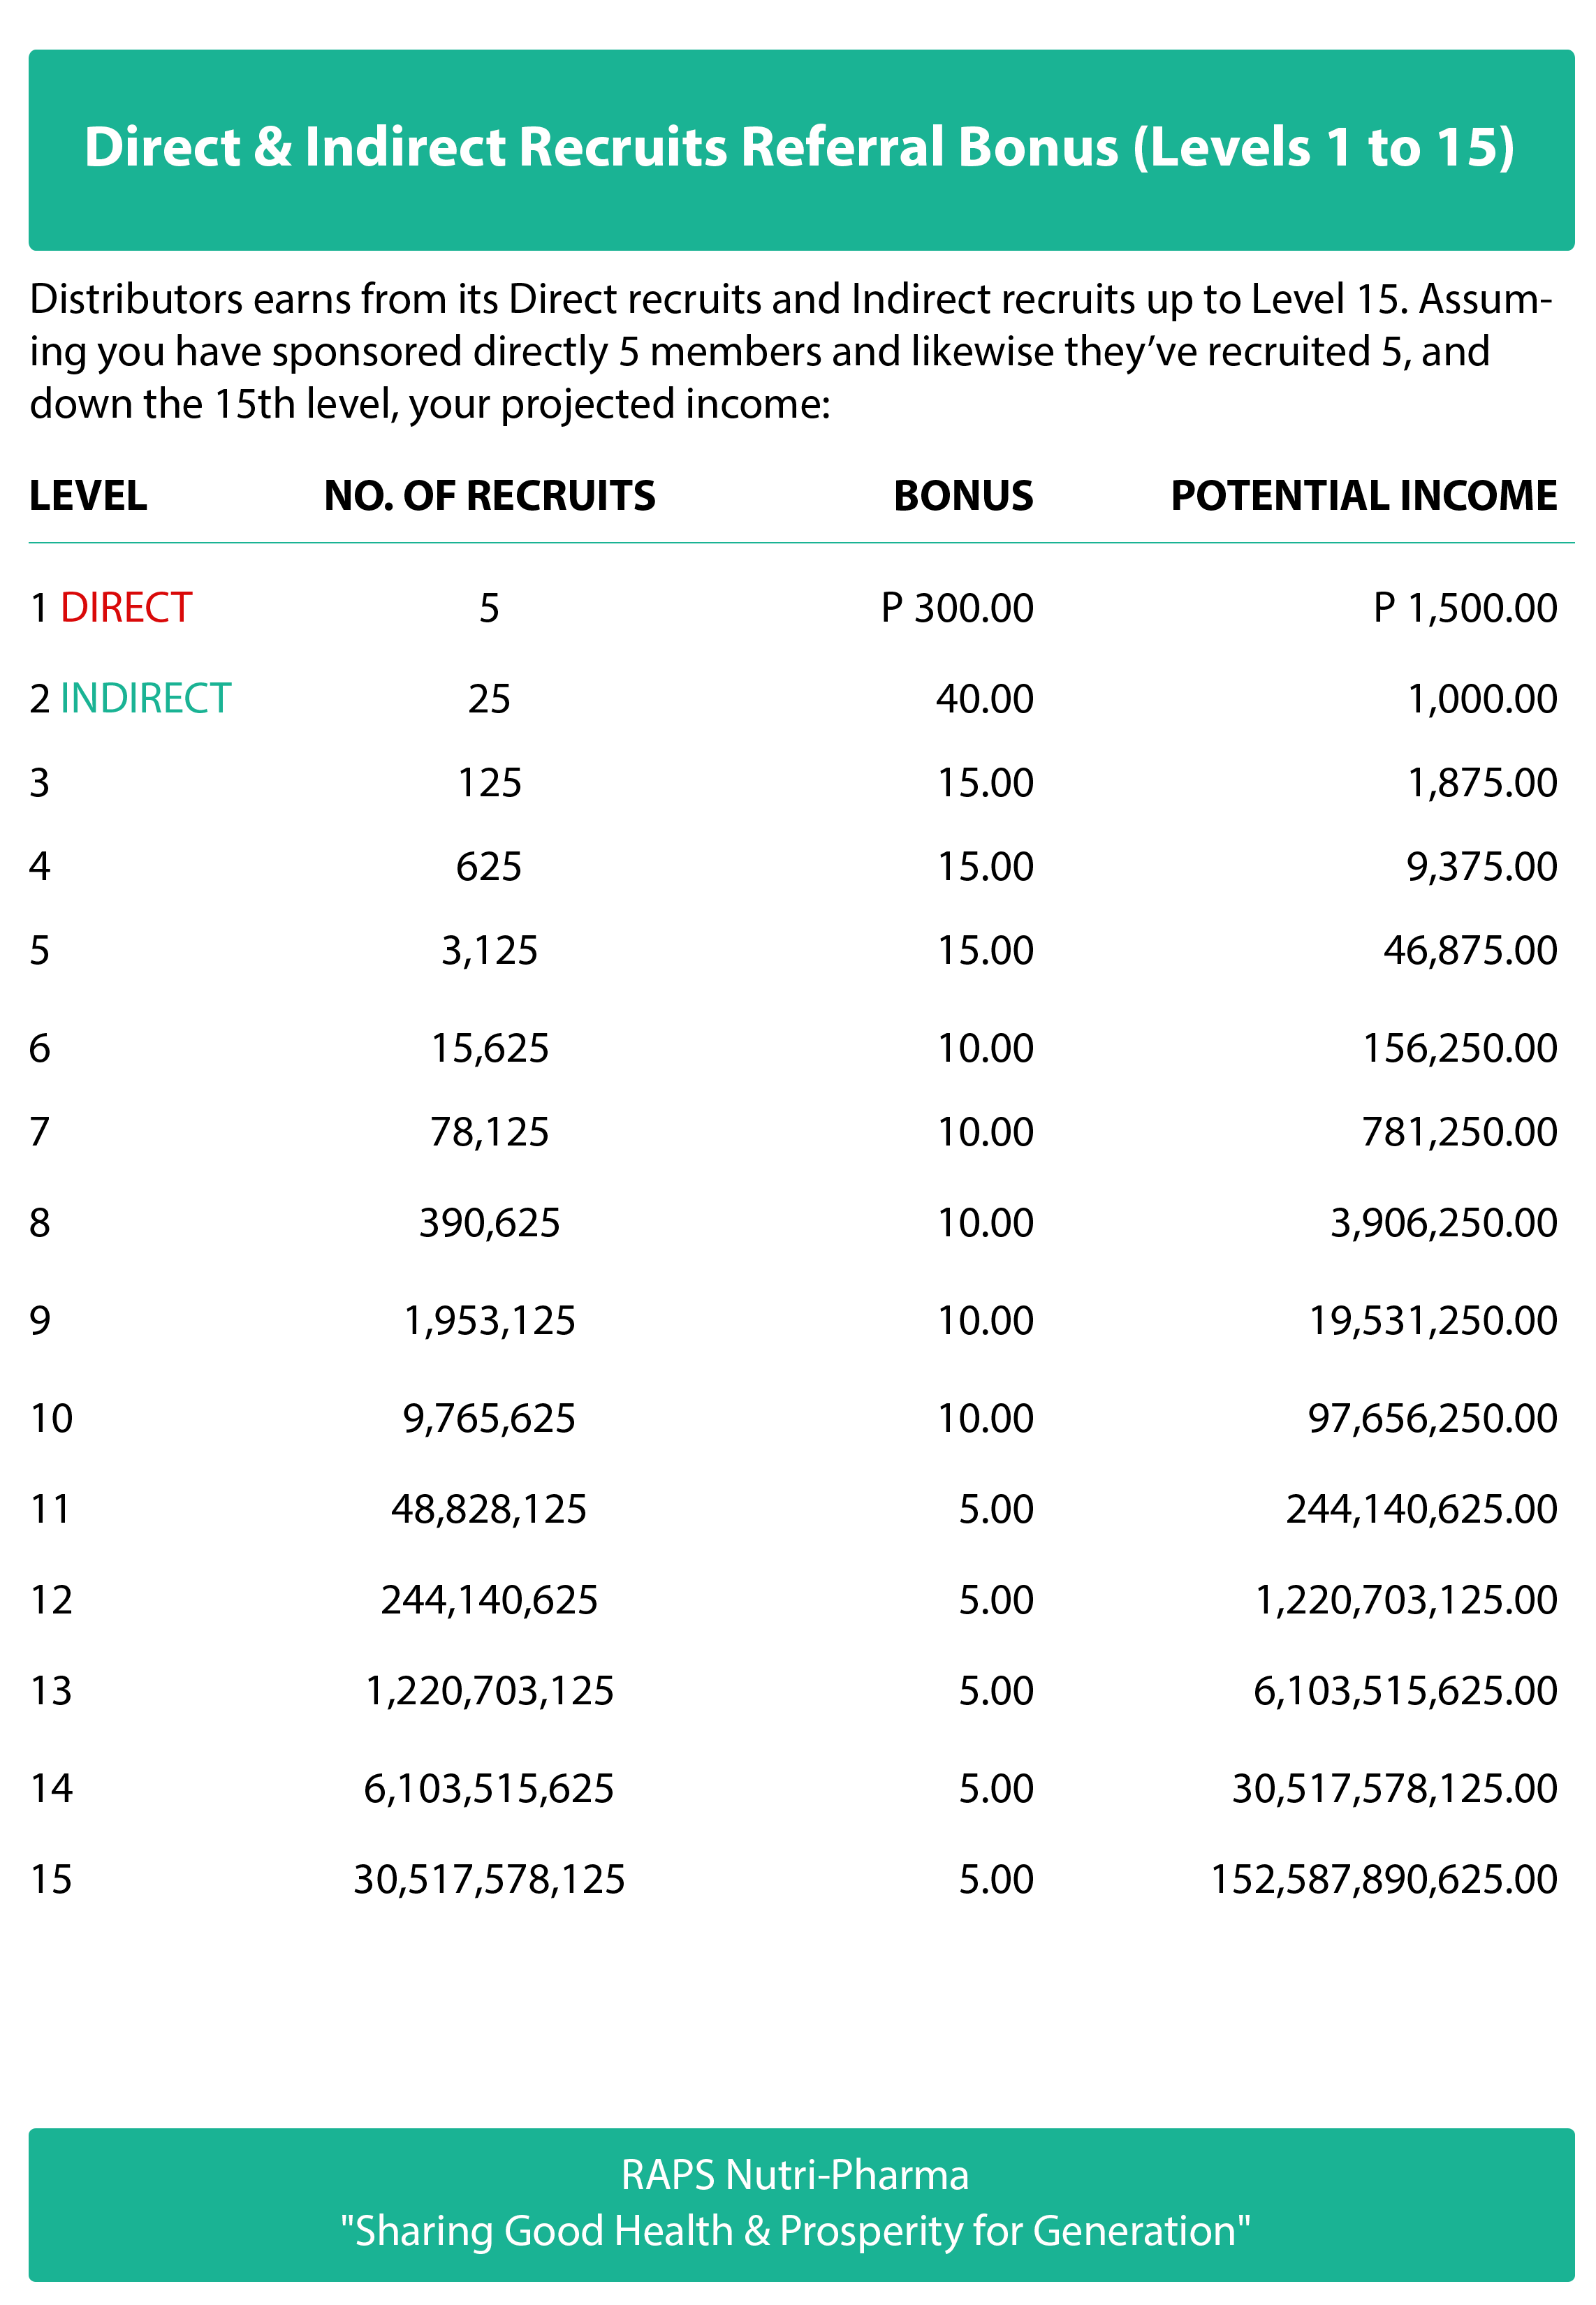 Direct & Indirect Recruits Referral Bonus (Levels 1 to 15)
Distributors earns from its Direct recruits and Indirect recruits up to Level 15. Assum-
ing you have sponsored directly 5 members and likewise they’ve recruited 5, and
down the 15th level, your projected income:
LEVEL NO. OF RECRUITS BONUS POTENTIAL INCOME
1 DIRECT 5 P 300.00 P 1,500.00
2 INDIRECT 25 40.00 1,000.00
3 125 15.00 1,875.00
4 625 15.00 9,375.00
5 3,125 15.00 46,875.00
6 15,625 10.00 156,250.00
7 78,125 10.00 781,250.00
8 390,625 10.00 3,906,250.00
9 1,953,125 10.00 19,531,250.00
10 9,765,625 10.00 97,656,250.00
11 48,828,125 5.00 244,140,625.00
12 244,140,625 5.00 1,220,703,125.00
13 1,220,703,125 5.00 6,103,515,625.00
14 6,103,515,625 5.00 30,517,578,125.00
15 30,517,578,125 5.00 152,587,890,625.00
RAPS Nutri-Pharma
"Sharing Good Health & Prosperity for Generation"